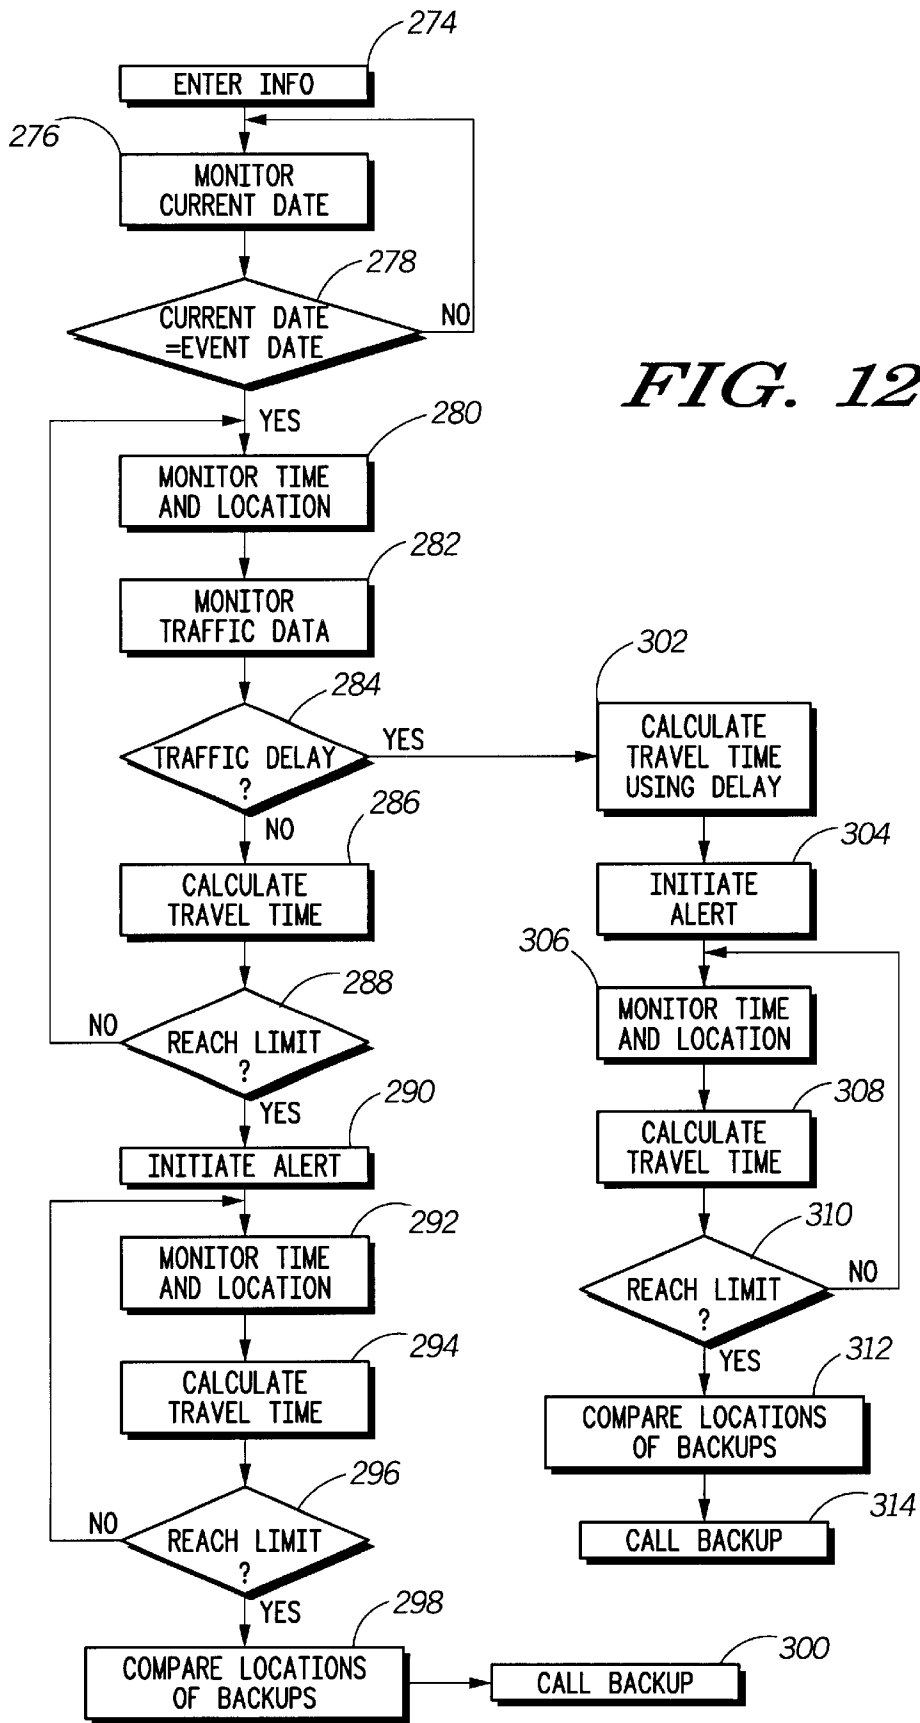 274
ENTER INFO
276
MONITOR
CURRENT DATE
278
CURRENT DATE
=EVENT DATE
NO
FIG. 12
YES
280
MONITOR TIME
AND LOCATION
282
MONITOR
TRAFFIC DATA
284
TRAFFIC DELAY
?
YES
NO
286
CALCULATE
TRAVEL TIME
288
REACH LIMIT
?
NO
YES
290
INITIATE ALERT
292
MONITOR TIME
AND LOCATION
294
CALCULATE
TRAVEL TIME
296
REACH LIMIT
?
NO
YES
298
COMPARE LOCATIONS
OF BACKUPS
300
CALL BACKUP
302
CALCULATE
TRAVEL TIME
USING DELAY
304
INITIATE
ALERT
306
MONITOR TIME
AND LOCATION
308
CALCULATE
TRAVEL TIME
310
REACH LIMIT
?
NO
YES
312
COMPARE LOCATIONS
OF BACKUPS
314
CALL BACKUP